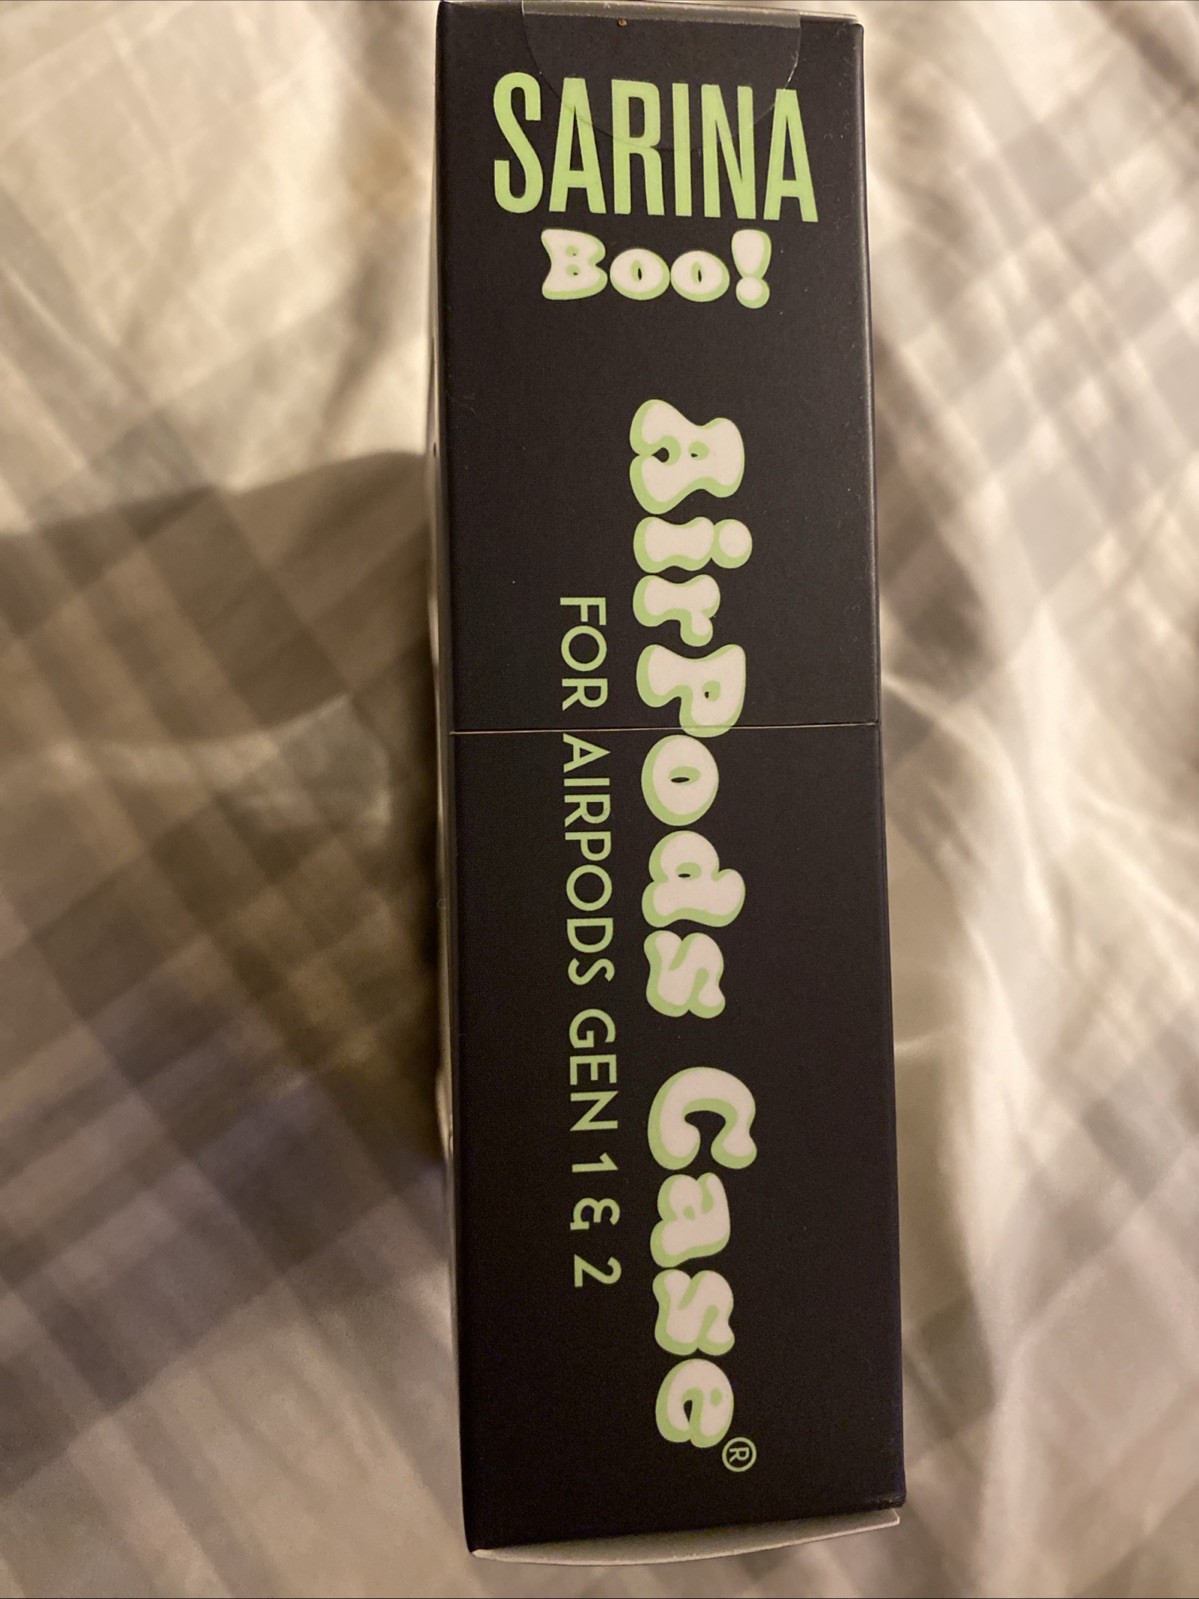 SARINA
Boo!
AirPods Case®
FOR AIRPODS GEN 1 & 2